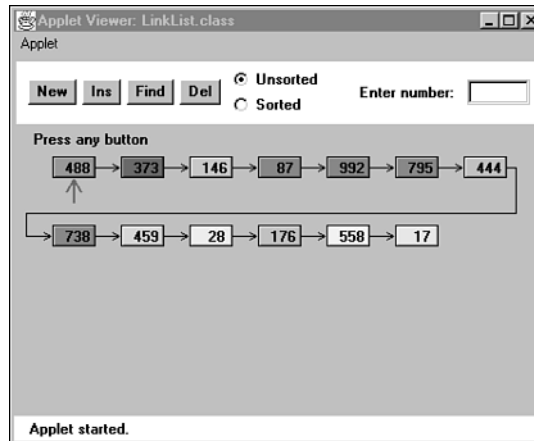 Applet Viewer: LinkList.class
Applet
New Ins Find Del Unsorted
Sorted
Enter number:
Press any button
488 373 146 87 992 795 444
738 459 28 176 558 17
Applet started.